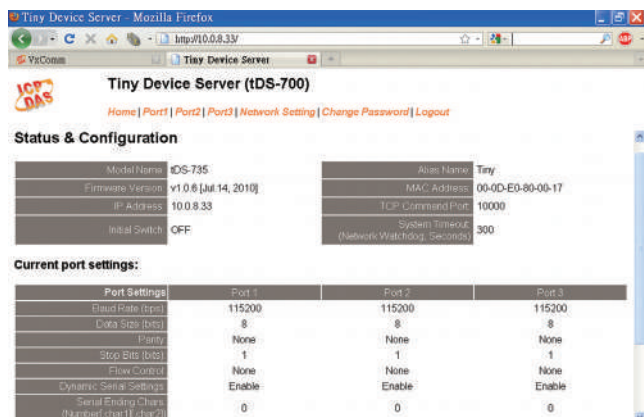 Tiny Device Server - Mozilla Firefox
http://10.0.8.33/
VxComm Tiny Device Server
ICP DAS
Tiny Device Server (tDS-700)
Home | Port1 | Port2 | Port3 | Network Setting | Change Password | Logout
Status & Configuration
Model Name tDS-735 Alias Name Tiny
Firmware Version v1.0.6 [Jul.14, 2010] MAC Address 00-0D-E0-80-00-17
IP Address 10.0.8.33 TCP Command Port 10000
Initial Switch OFF System Timeout (Network Watchdog, Seconds) 300
Current port settings:
Port Settings Port 1 Port 2 Port 3
Baud Rate (bps) 115200 115200 115200
Data Size (bits) 8 8 8
Parity None None None
Stop Bits (bits) 1 1 1
Flow Control None None None
Dynamic Serial Settings Enable Enable Enable
Serial Ending Chars 0 0 0
(Number[,char1[,char2]])